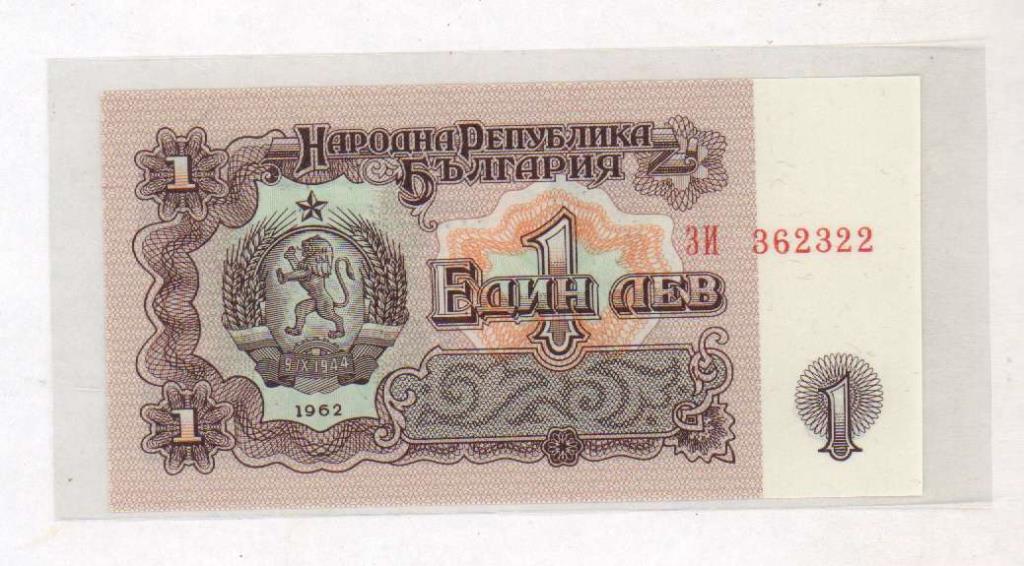 1
Народна Република
България
ЗИ 362322
1
Един лев
9 IX 1944
1962
1
1